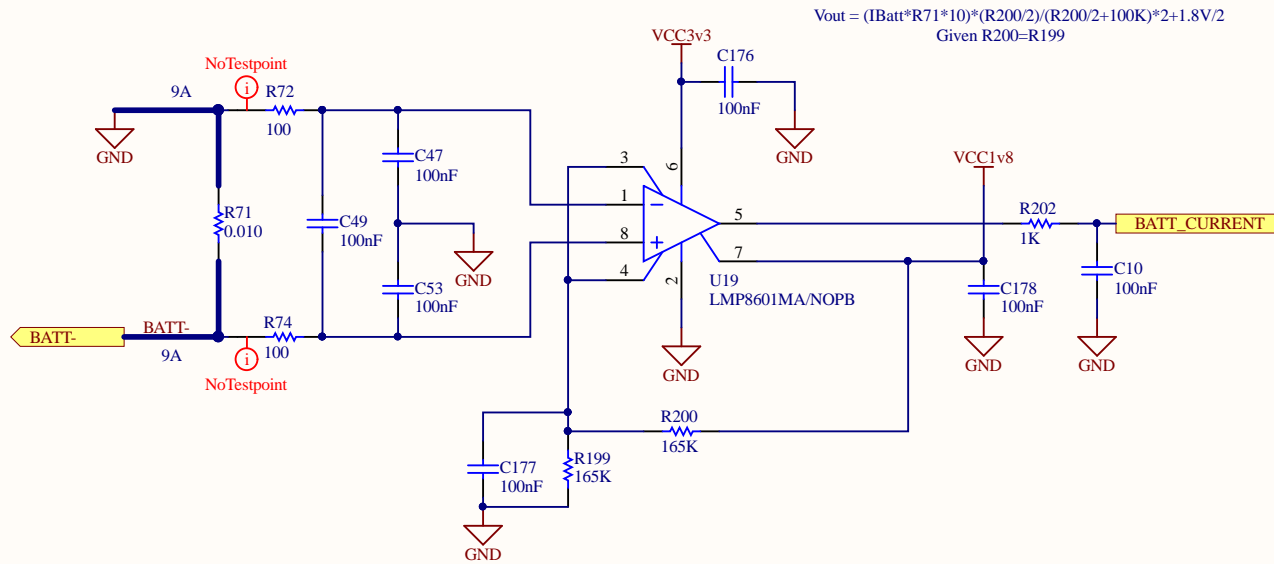 Vout = (IBatt*R71*10)*(R200/2)/(R200/2+100K)*2+1.8V/2
Given R200=R199
VCC3v3
C176
100nF
GND
NoTestpoint
9A
R72
100
GND
C47
100nF
3
6
VCC1v8
R71
0.010
C49
100nF
1
8
5
R202
1K
BATT_CURRENT
GND
7
C53
100nF
4
2
U19
LMP8601MA/NOPB
C178
100nF
C10
100nF
BATT-
BATT-
9A
R74
100
NoTestpoint
GND
GND
GND
R200
165K
C177
100nF
R199
165K
GND